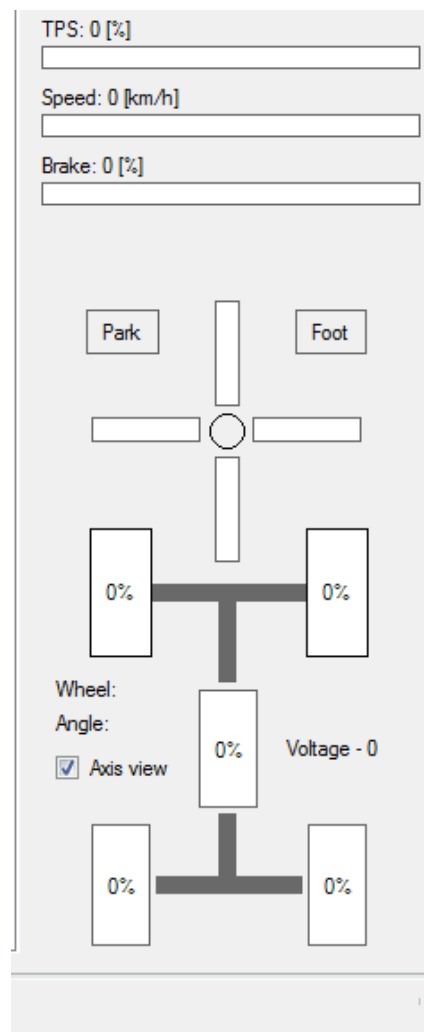 TPS: 0 [%]
Speed: 0 [km/h]
Brake: 0 [%]
Park
Foot
0%
0%
Wheel:
Angle:
Axis view
0%
Voltage - 0
0%
0%